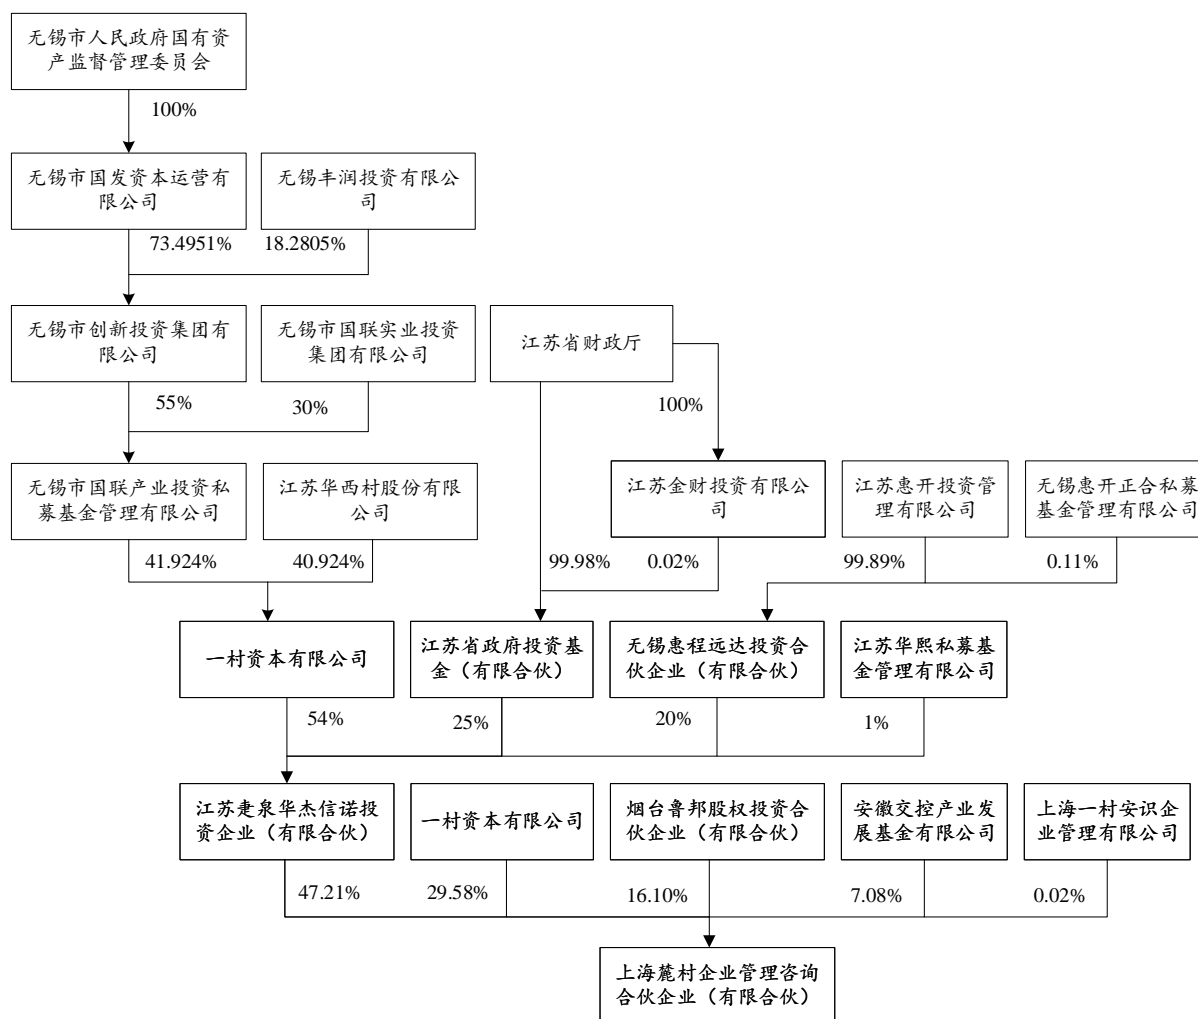 无锡市人民政府国有资
产监督管理委员会
100%
无锡市国发资本运营有
限公司
无锡丰润投资有限公
司
73.4951%
18.2805%
无锡市创新投资集团有
限公司
无锡市国联实业投资
集团有限公司
江苏省财政厅
55%
30%
100%
无锡市国联产业投资私
募基金管理有限公司
江苏华西村股份有限
公司
江苏金财投资有限公
司
江苏惠开投资管
理有限公司
无锡惠开正合私募
基金管理有限公司
41.924%
40.924%
99.98%
0.02%
99.89%
0.11%
一村资本有限公司
江苏省政府投资基
金（有限合伙）
无锡惠程远达投资合
伙企业（有限合伙）
江苏华熙私募基
金管理有限公司
54%
25%
20%
1%
江苏疌泉华杰信诺投
资企业（有限合伙）
一村资本有限公司
烟台鲁邦股权投资合
伙企业（有限合伙）
安徽交控产业发
展基金有限公司
上海一村安识企
业管理有限公司
47.21%
29.58%
16.10%
7.08%
0.02%
上海麓村企业管理咨询
合伙企业（有限合伙）